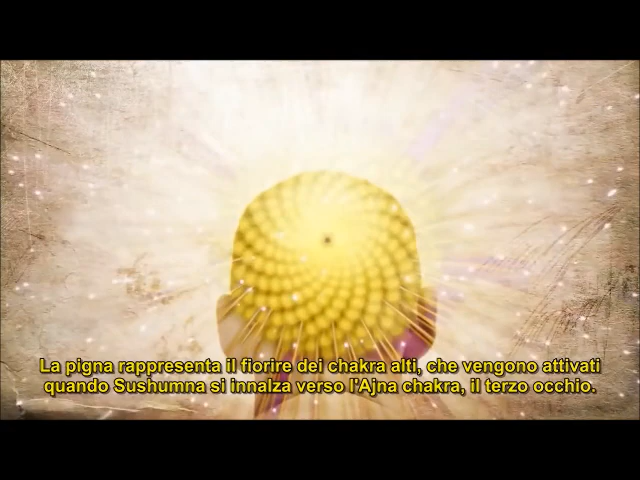 La pigna rappresenta il fiorire dei chakra alti, che vengono attivati
quando Sushumna si innalza verso l'Ajna chakra, il terzo occhio.